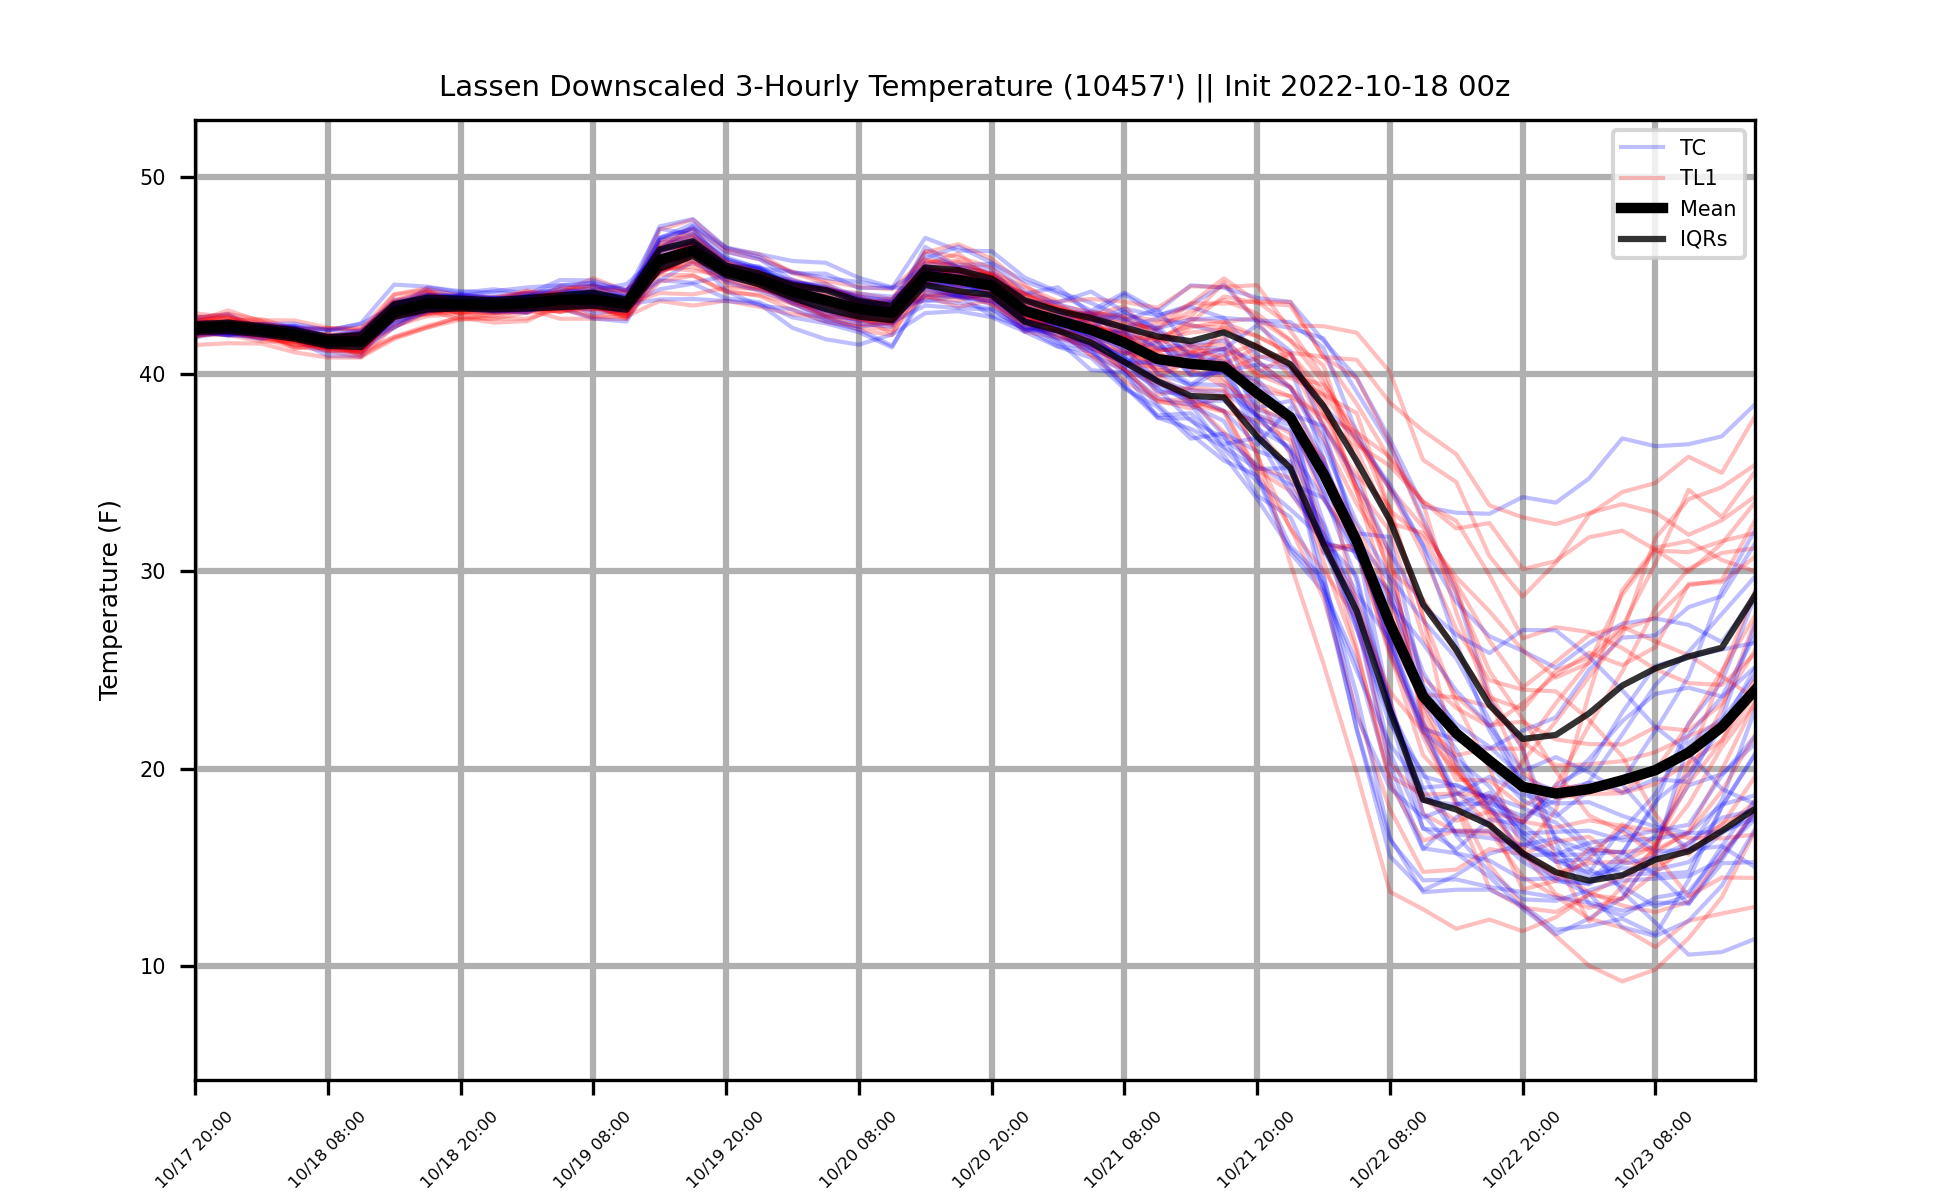 Lassen Downscaled 3-Hourly Temperature (10457') || Init 2022-10-18 00z
TC
TL1
Mean
IQRs
Temperature (F)
50
40
30
20
10
10/17 20:00
10/18 08:00
10/18 20:00
10/19 08:00
10/19 20:00
10/20 08:00
10/20 20:00
10/21 08:00
10/21 20:00
10/22 08:00
10/22 20:00
10/23 08:00